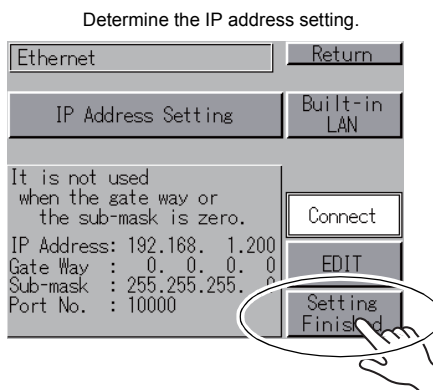 Determine the IP address setting.
Ethernet
Return
IP Address Setting
Built-in
LAN
It is not used
when the gate way or
the sub-mask is zero.
Connect
IP Address: 192.168. 1.200
Gate Way : 0. 0. 0. 0
Sub-mask : 255.255.255. 0
Port No. : 10000
EDIT
Setting
Finished